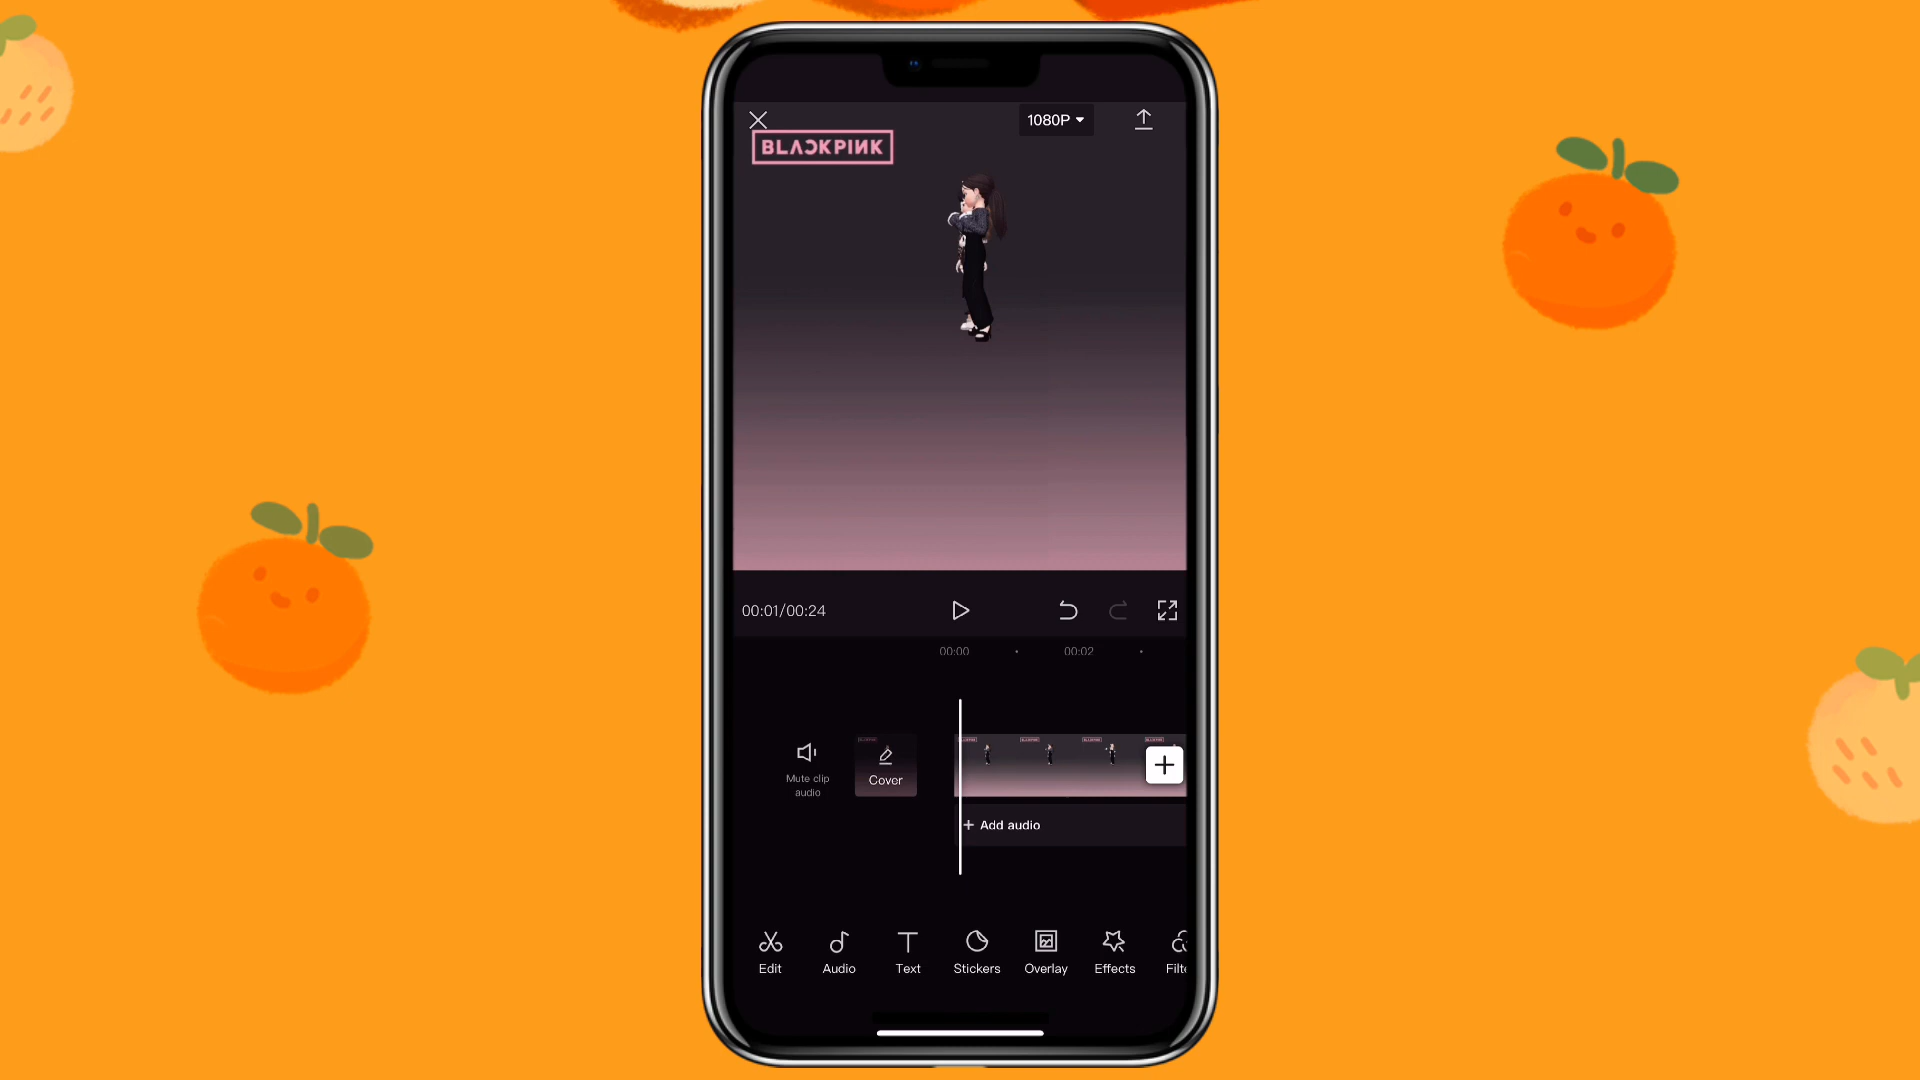 1080P
BLACKPINK
00:01/00:24
00:00
00:02
Mute clip
audio
Cover
+ Add audio
Edit
Audio
Text
Stickers
Overlay
Effects
Filte